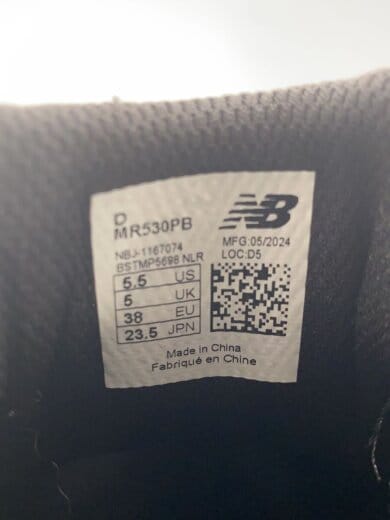 D
MR530PB
NBJ-1167074
BSTMP5698 NLR
5.5 US
5 UK
38 EU
23.5 JPN
NB
MFG:05/2024
LOC:D5
Made in China
Fabriqué en Chine